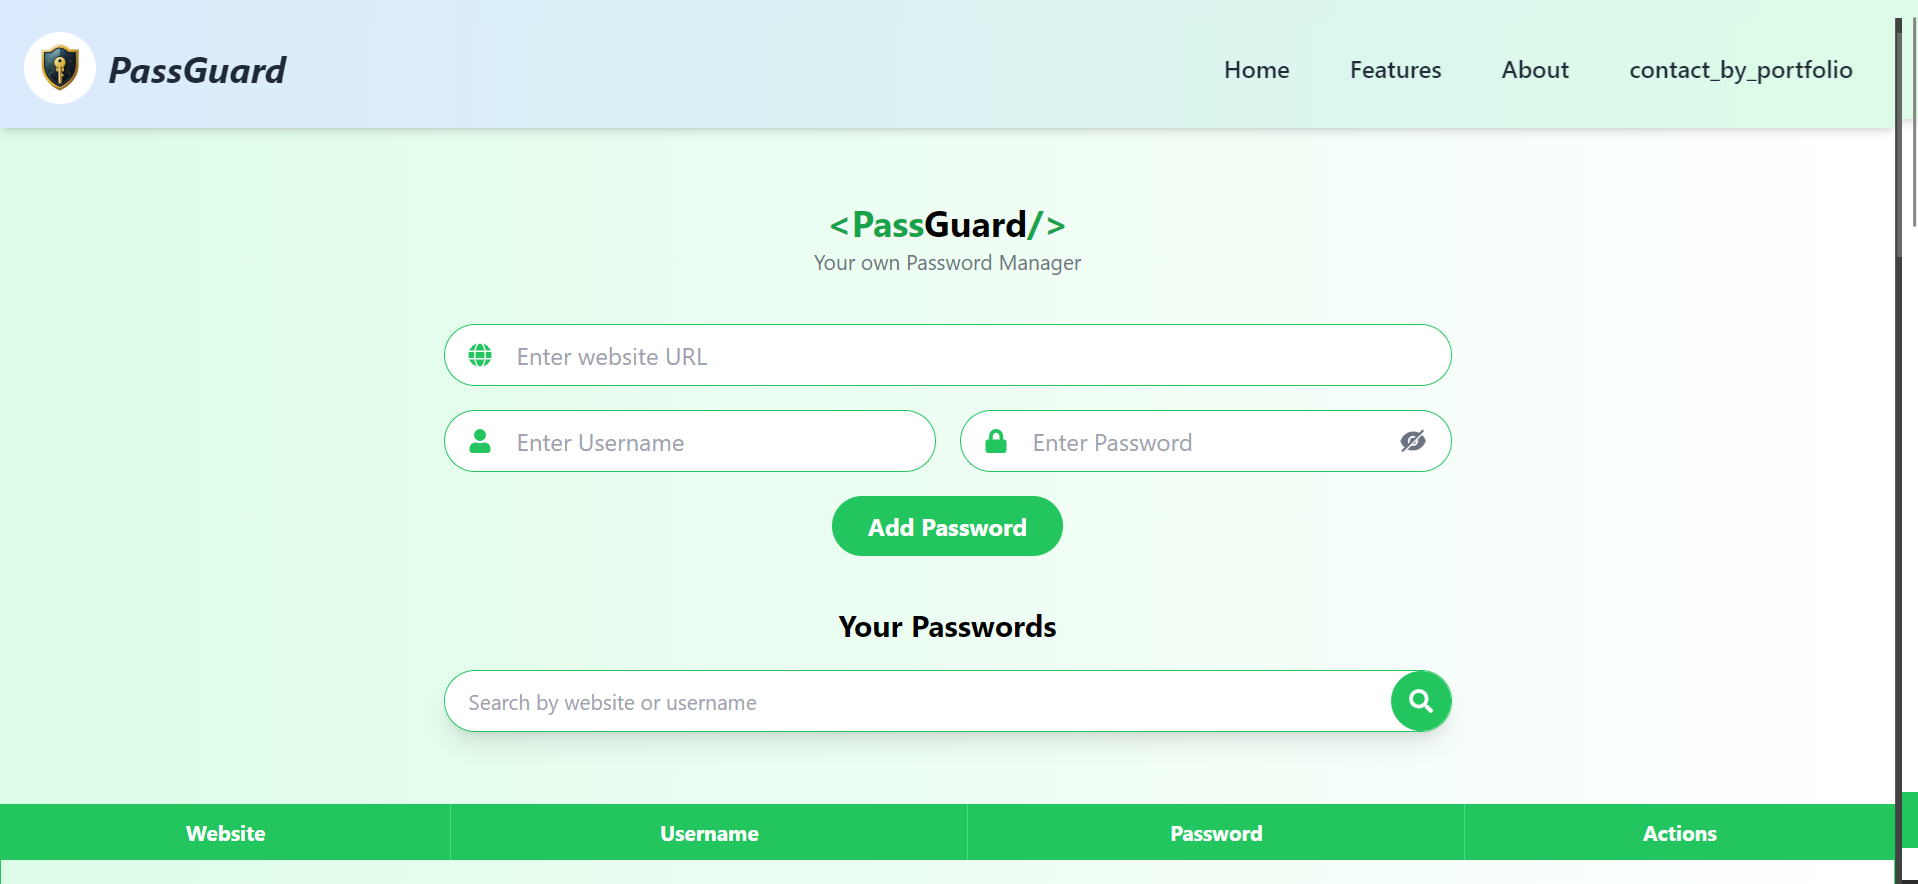 PassGuard
Home
Features
About
contact_by_portfolio
<PassGuard/>
Your own Password Manager
Enter website URL
Enter Username
Enter Password
Add Password
Your Passwords
Search by website or username
Website
Username
Password
Actions